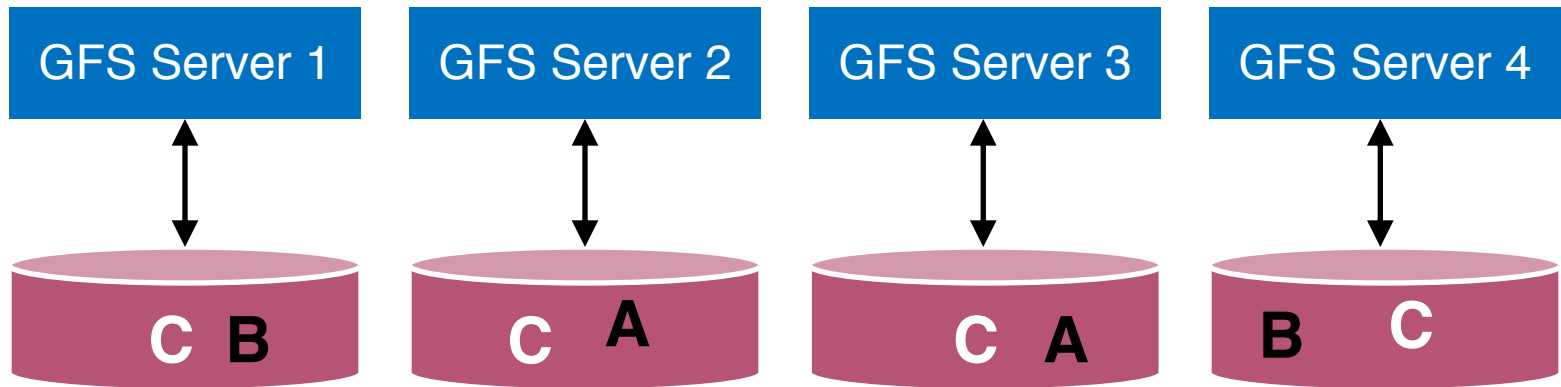 GFS Server 1 GFS Server 2 GFS Server 3 GFS Server 4
C B C A C A B C